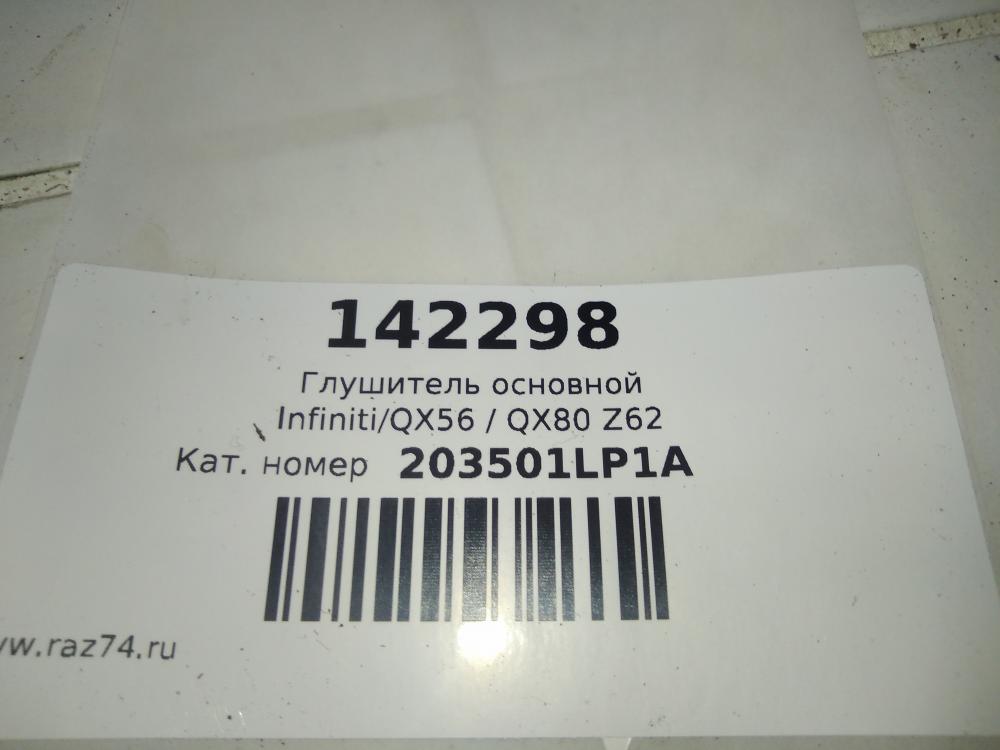 142298
Глушитель основной
Infiniti/QX56 / QX80 Z62
Кат. номер 203501LP1A
w.raz74.ru